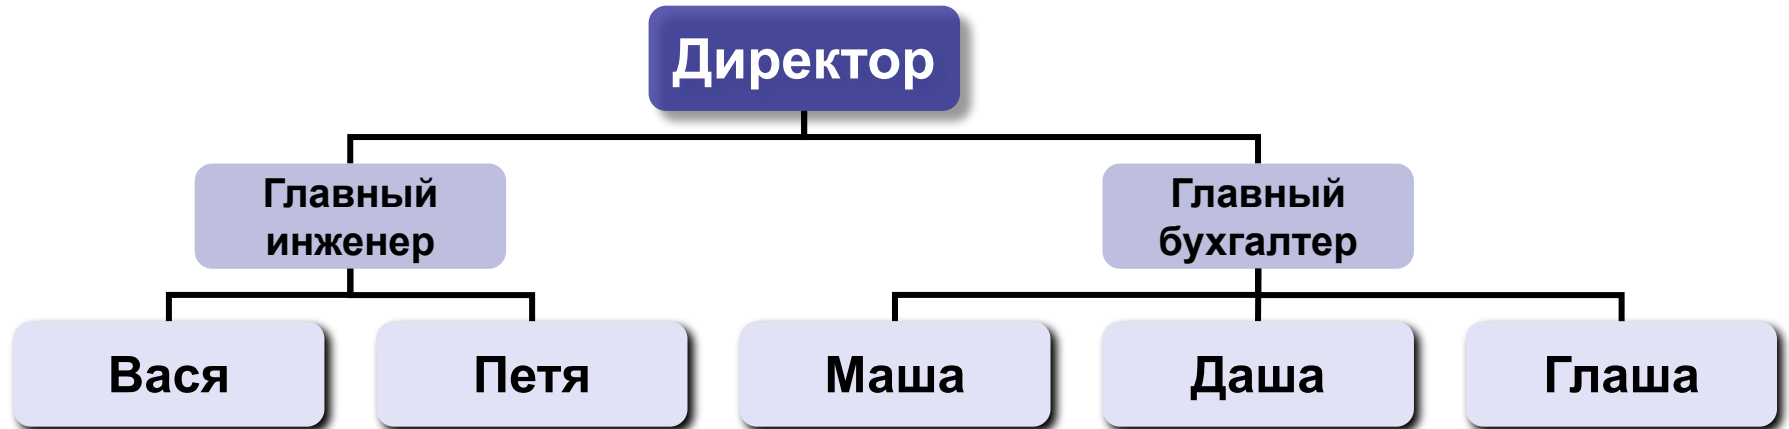 Директор
Главный
инженер
Главный
бухгалтер
Вася
Петя
Маша
Даша
Глаша